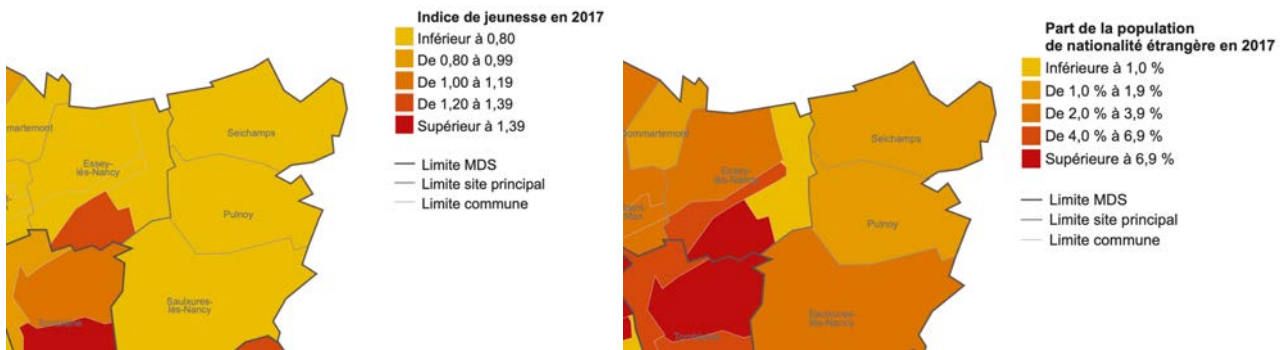 Indice de jeunesse en 2017
Inférieur à 0,80
De 0,80 à 0,99
De 1,00 à 1,19
De 1,20 à 1,39
Supérieur à 1,39
Limite MDS
Limite site principal
Limite commune
Seichamps
Essey-
lès-Nancy
Pulnoy
Saulxures-
lès-Nancy
Part de la population
de nationalité étrangère en 2017
Inférieure à 1,0 %
De 1,0 % à 1,9 %
De 2,0 % à 3,9 %
De 4,0 % à 6,9 %
Supérieure à 6,9 %
Limite MDS
Limite site principal
Limite commune
Seichamps
Essey-
lès-Nancy
Pulnoy
Saulxures-
lès-Nancy